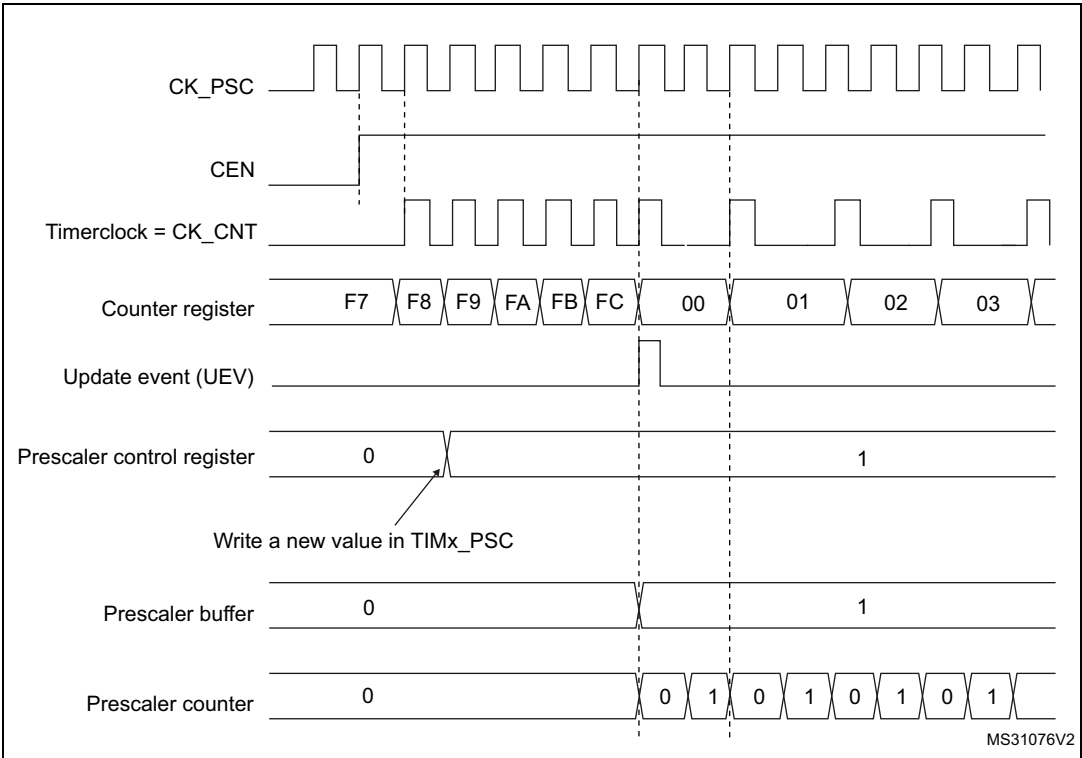 CK_PSC
CEN
Timerclock = CK_CNT
Counter register F7 F8 F9 FA FB FC 00 01 02 03
Update event (UEV)
Prescaler control register 0 1
Write a new value in TIMx_PSC
Prescaler buffer 0 1
Prescaler counter 0 0 1 0 1 0 1 0 1
MS31076V2